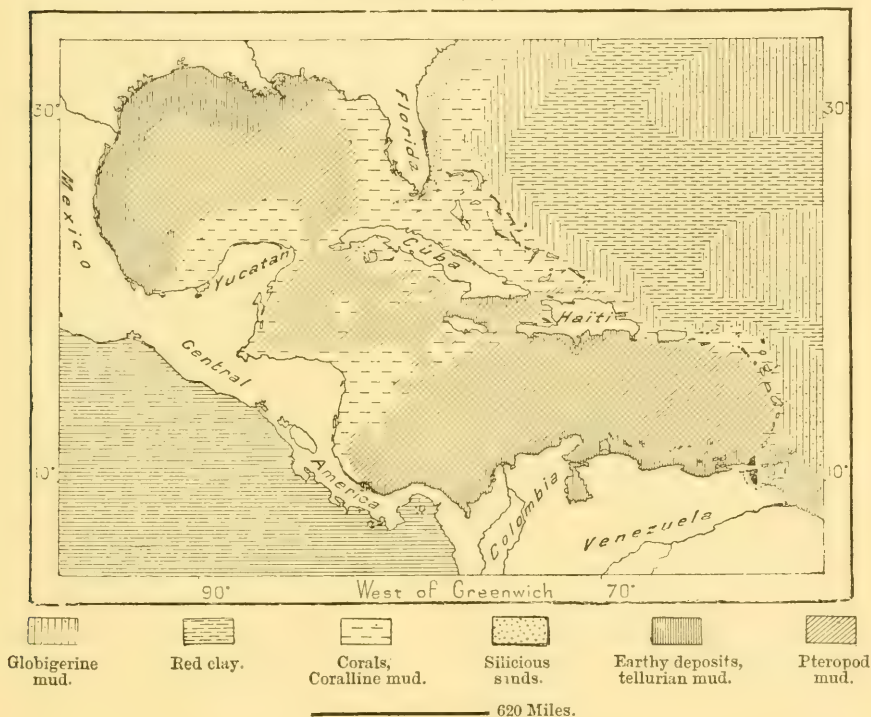 30°
30°
Florida
Mexico
Yucatan
Cuba
Haiti
Central
America
10°
10°
Colombia
Venezuela
90°
West of Greenwich
70°
Globigerine
mud.
Red clay.
Corals,
Coralline mud.
Silicious
sands.
Earthy deposits,
tellurian mud.
Pteropod
mud.
620 Miles.